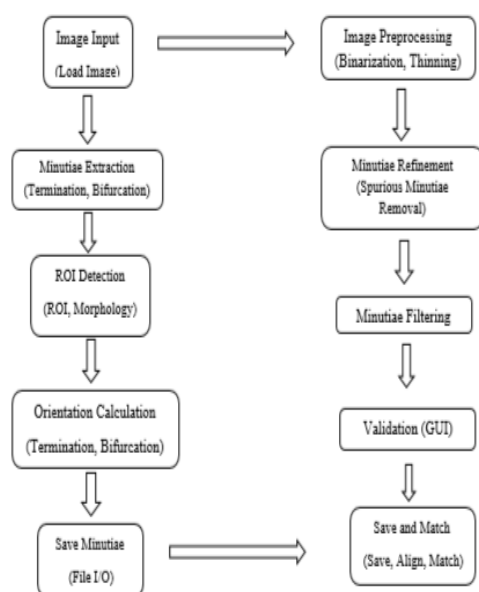 Image Input
(Load Image)
Image Preprocessing
(Binarization, Thinning)
Minutiae Extraction
(Termination, Bifurcation)
Minutiae Refinement
(Spurious Minutiae
Removal)
ROI Detection
(ROI, Morphology)
Minutiae Filtering
Orientation Calculation
(Termination, Bifurcation)
Validation (GUI)
Save Minutiae
(File I/O)
Save and Match
(Save, Align, Match)